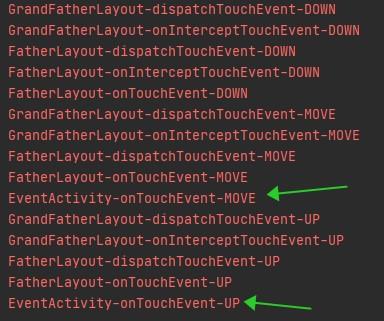 GrandFatherLayout-dispatchTouchEvent-DOWN
GrandFatherLayout-onInterceptTouchEvent-DOWN
FatherLayout-dispatchTouchEvent-DOWN
FatherLayout-onInterceptTouchEvent-DOWN
FatherLayout-onTouchEvent-DOWN
GrandFatherLayout-dispatchTouchEvent-MOVE
GrandFatherLayout-onInterceptTouchEvent-MOVE
FatherLayout-dispatchTouchEvent-MOVE
FatherLayout-onTouchEvent-MOVE
EventActivity-onTouchEvent-MOVE
GrandFatherLayout-dispatchTouchEvent-UP
GrandFatherLayout-onInterceptTouchEvent-UP
FatherLayout-dispatchTouchEvent-UP
FatherLayout-onTouchEvent-UP
EventActivity-onTouchEvent-UP